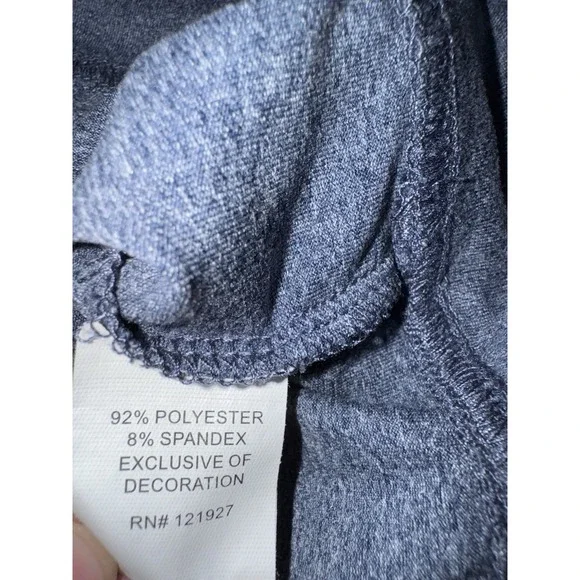 92% POLYESTER
8% SPANDEX
EXCLUSIVE OF
DECORATION
RN# 121927